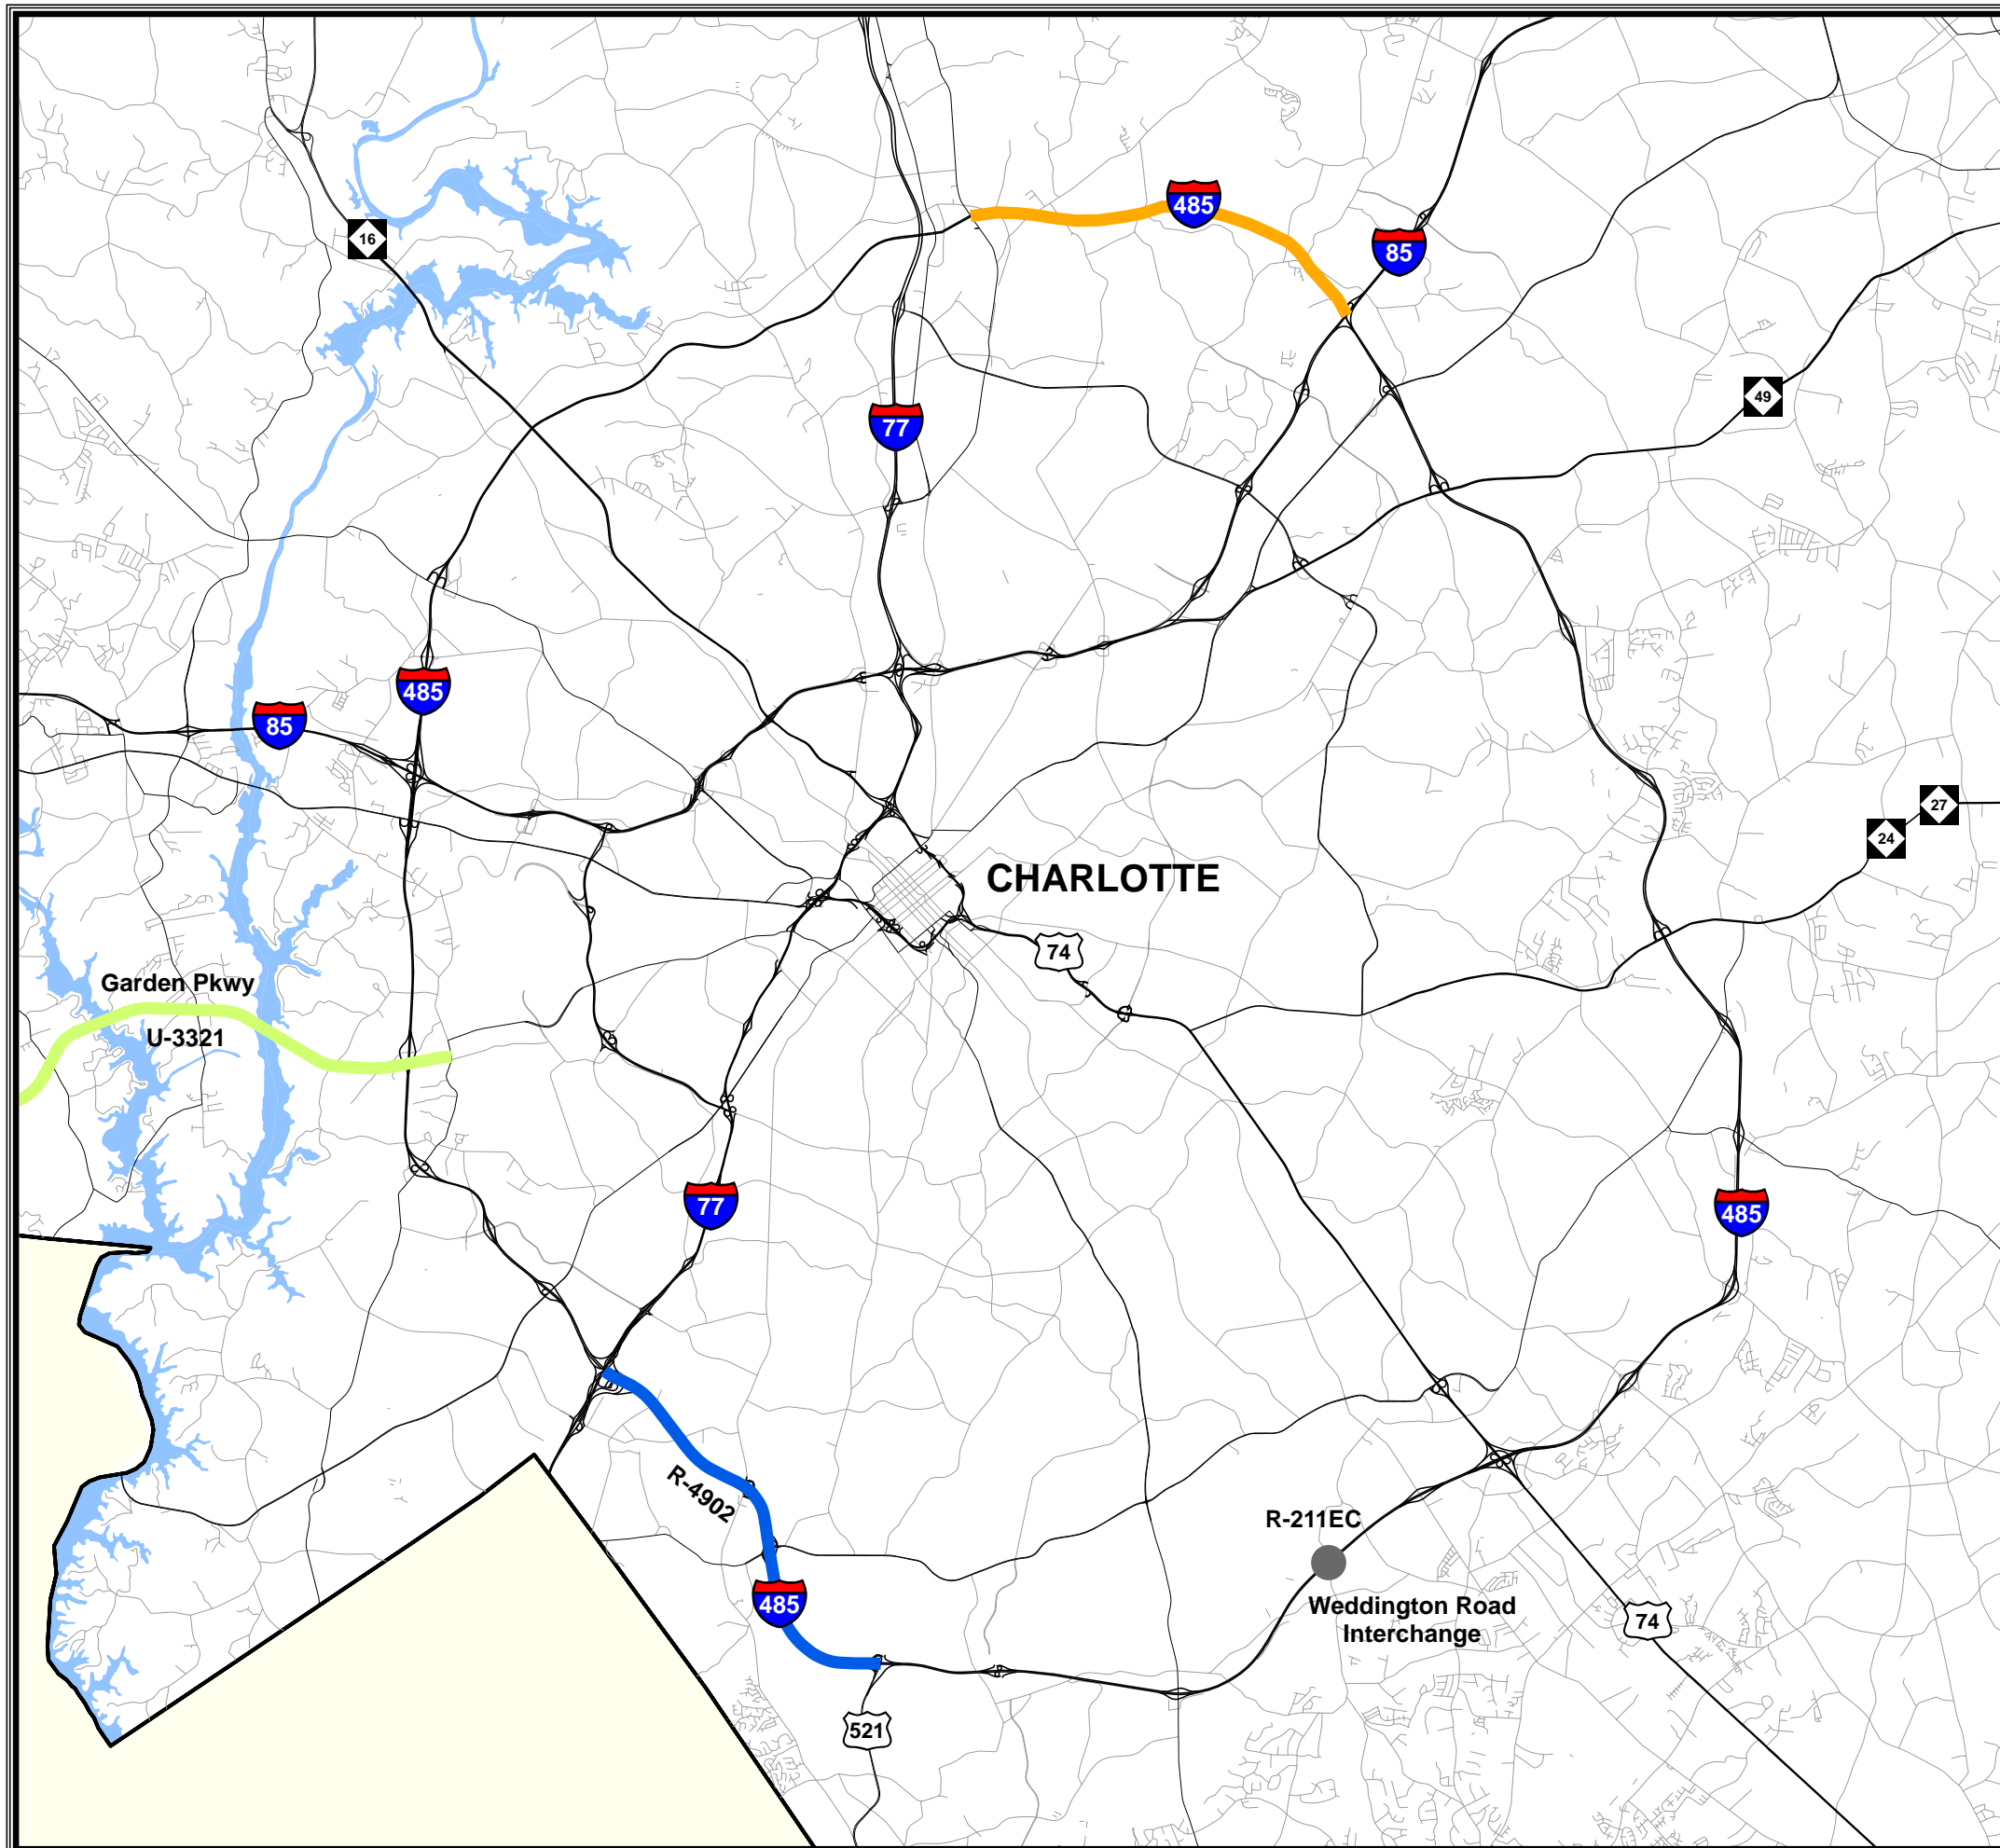 485
16
85
49
77
485
85
27
24
CHARLOTTE
74
Garden Pkwy
U-3321
77
485
R-4902
R-211EC
485
Weddington Road
Interchange
74
521